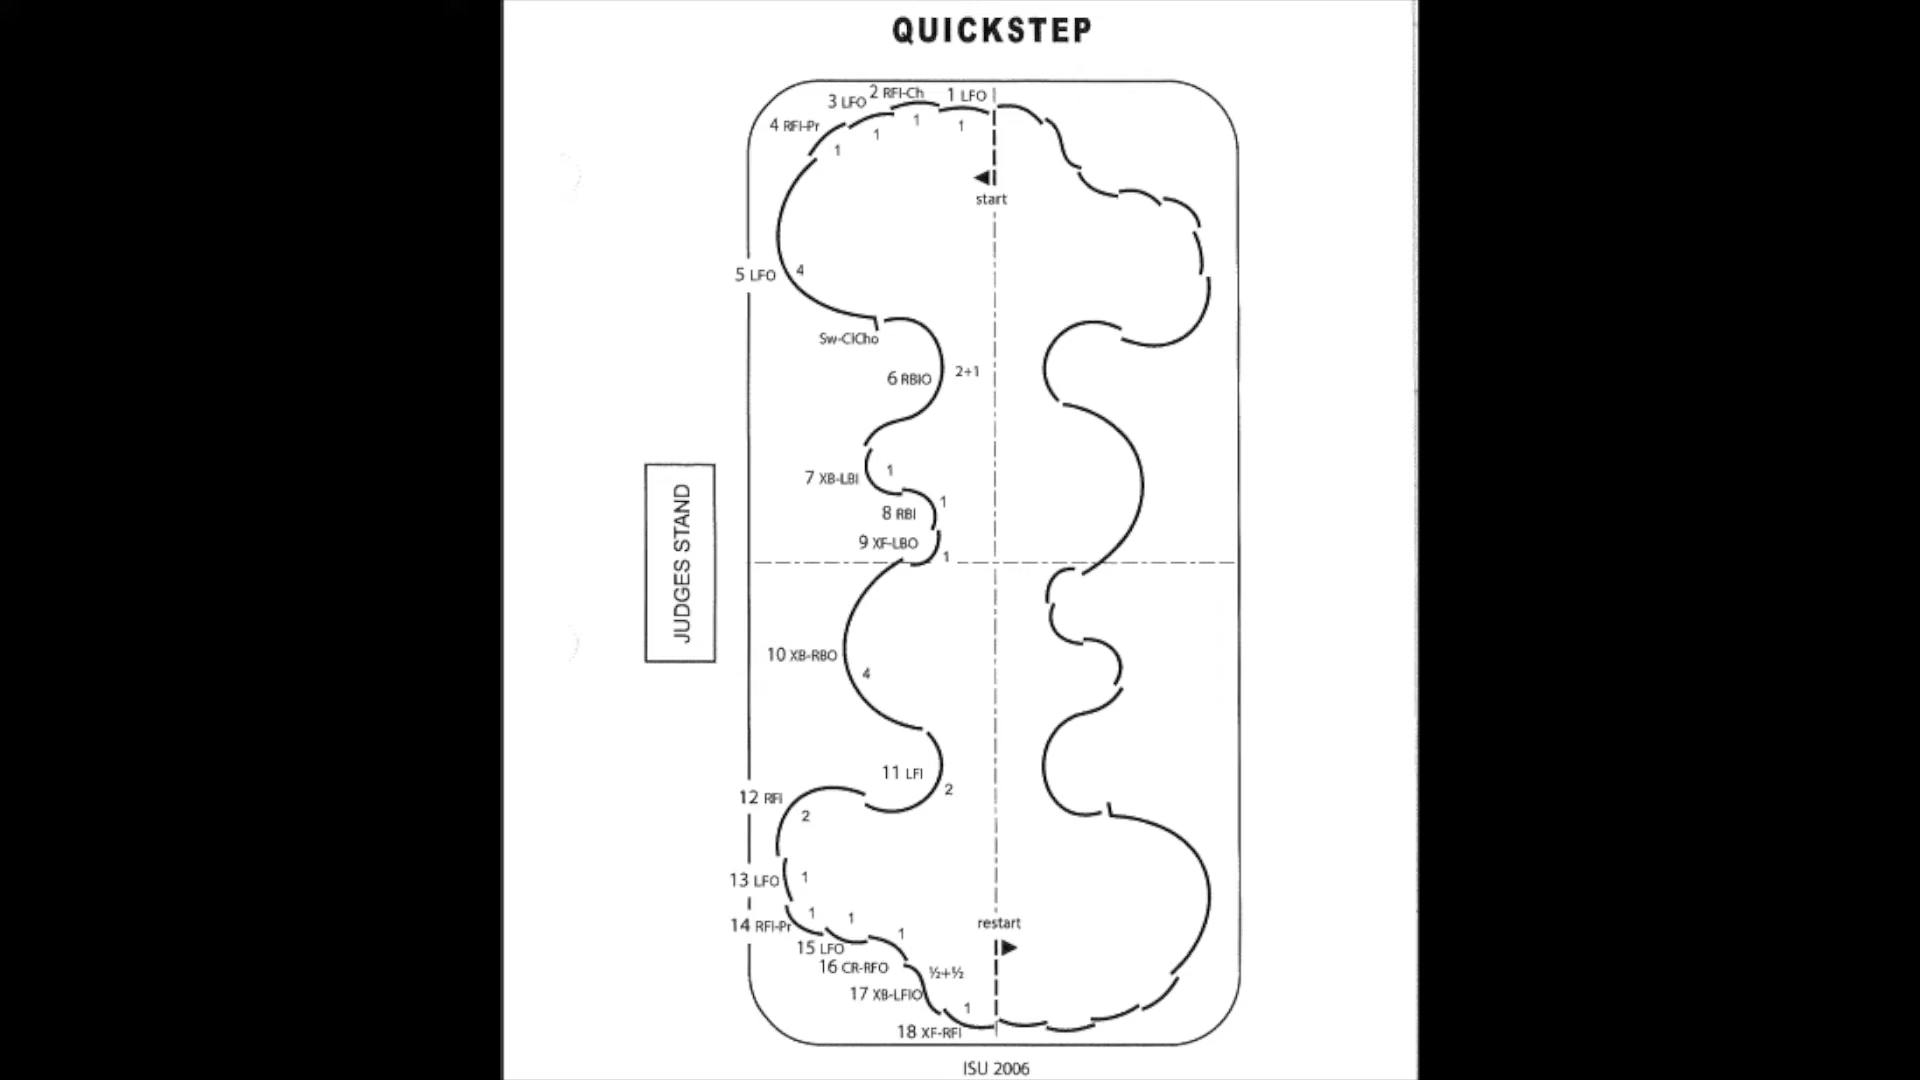 QUICKSTEP
1 LFO
2 RFI-Ch
3 LFO
4 RFI-Pr
1
1
1
1
start
5 LFO
4
Sw-ClCho
6 RBIO
2+1
7 XB-LBI
1
8 RBI
1
9 XF-LBO
1
JUDGES STAND
10 XB-RBO
4
11 LFI
2
12 RFI
2
13 LFO
1
14 RFI-Pr
1
15 LFO
1
16 CR-RFO
1
17 XB-LFIO
½+½
18 XF-RFI
1
restart
ISU 2006